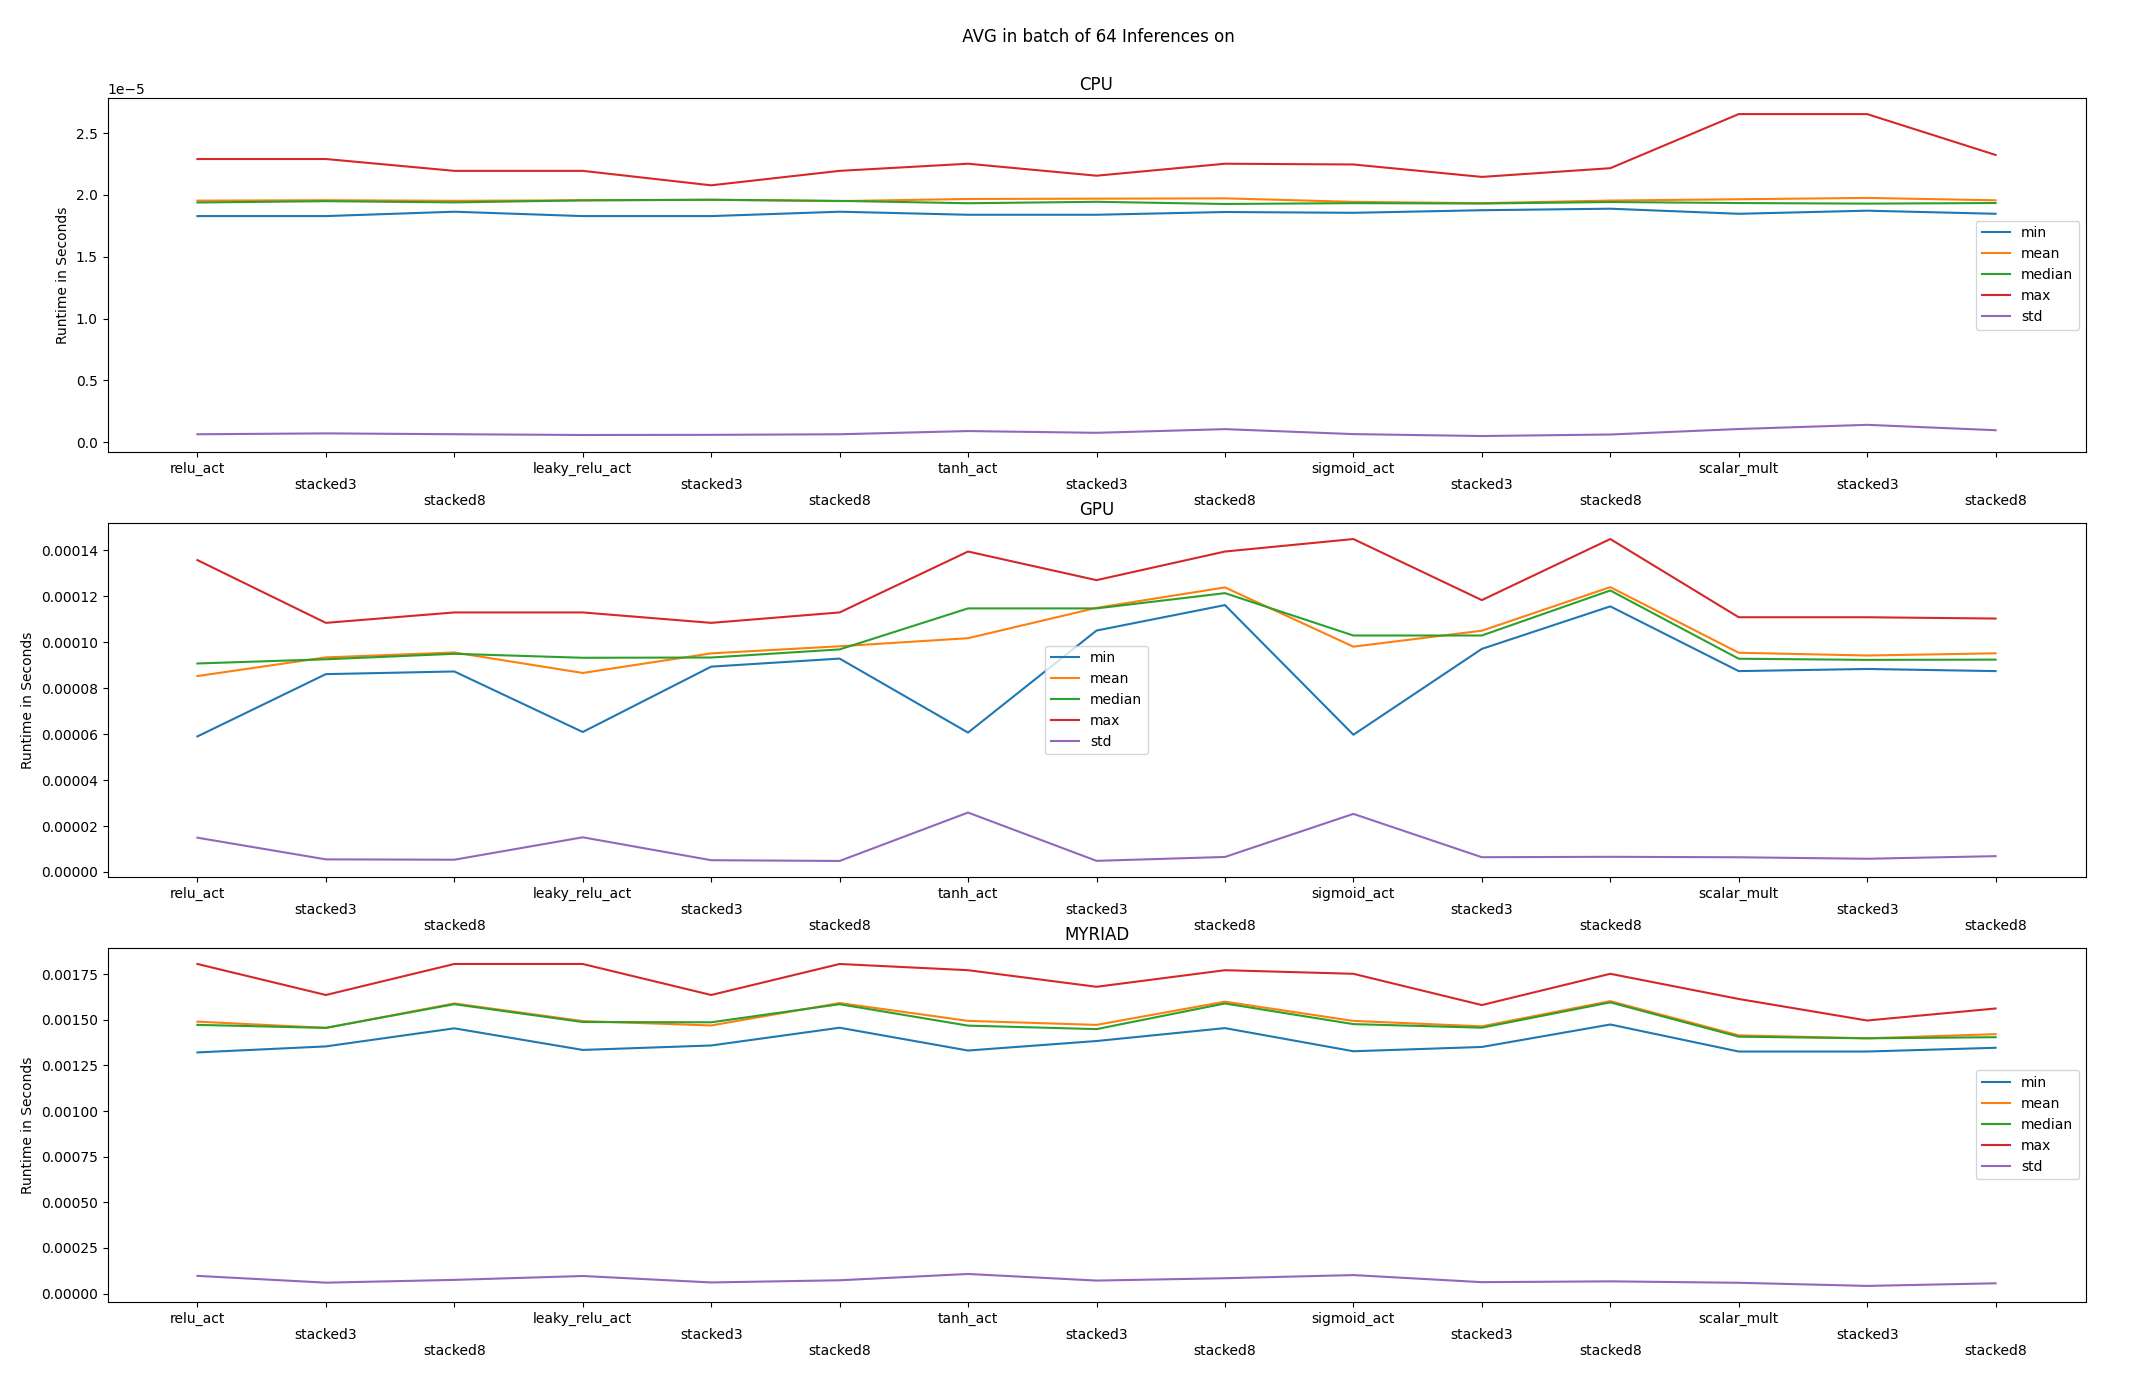 AVG in batch of 64 Inferences on
CPU
1e−5
2.5
2.0
1.5
1.0
0.5
0.0
Runtime in Seconds
min
mean
median
max
std
relu_act
stacked3
stacked8
leaky_relu_act
stacked3
stacked8
tanh_act
stacked3
stacked8
sigmoid_act
stacked3
stacked8
scalar_mult
stacked3
stacked8
GPU
0.00014
0.00012
0.00010
0.00008
0.00006
0.00004
0.00002
0.00000
Runtime in Seconds
min
mean
median
max
std
relu_act
stacked3
stacked8
leaky_relu_act
stacked3
stacked8
tanh_act
stacked3
stacked8
sigmoid_act
stacked3
stacked8
scalar_mult
stacked3
stacked8
MYRIAD
0.00175
0.00150
0.00125
0.00100
0.00075
0.00050
0.00025
0.00000
Runtime in Seconds
min
mean
median
max
std
relu_act
stacked3
stacked8
leaky_relu_act
stacked3
stacked8
tanh_act
stacked3
stacked8
sigmoid_act
stacked3
stacked8
scalar_mult
stacked3
stacked8